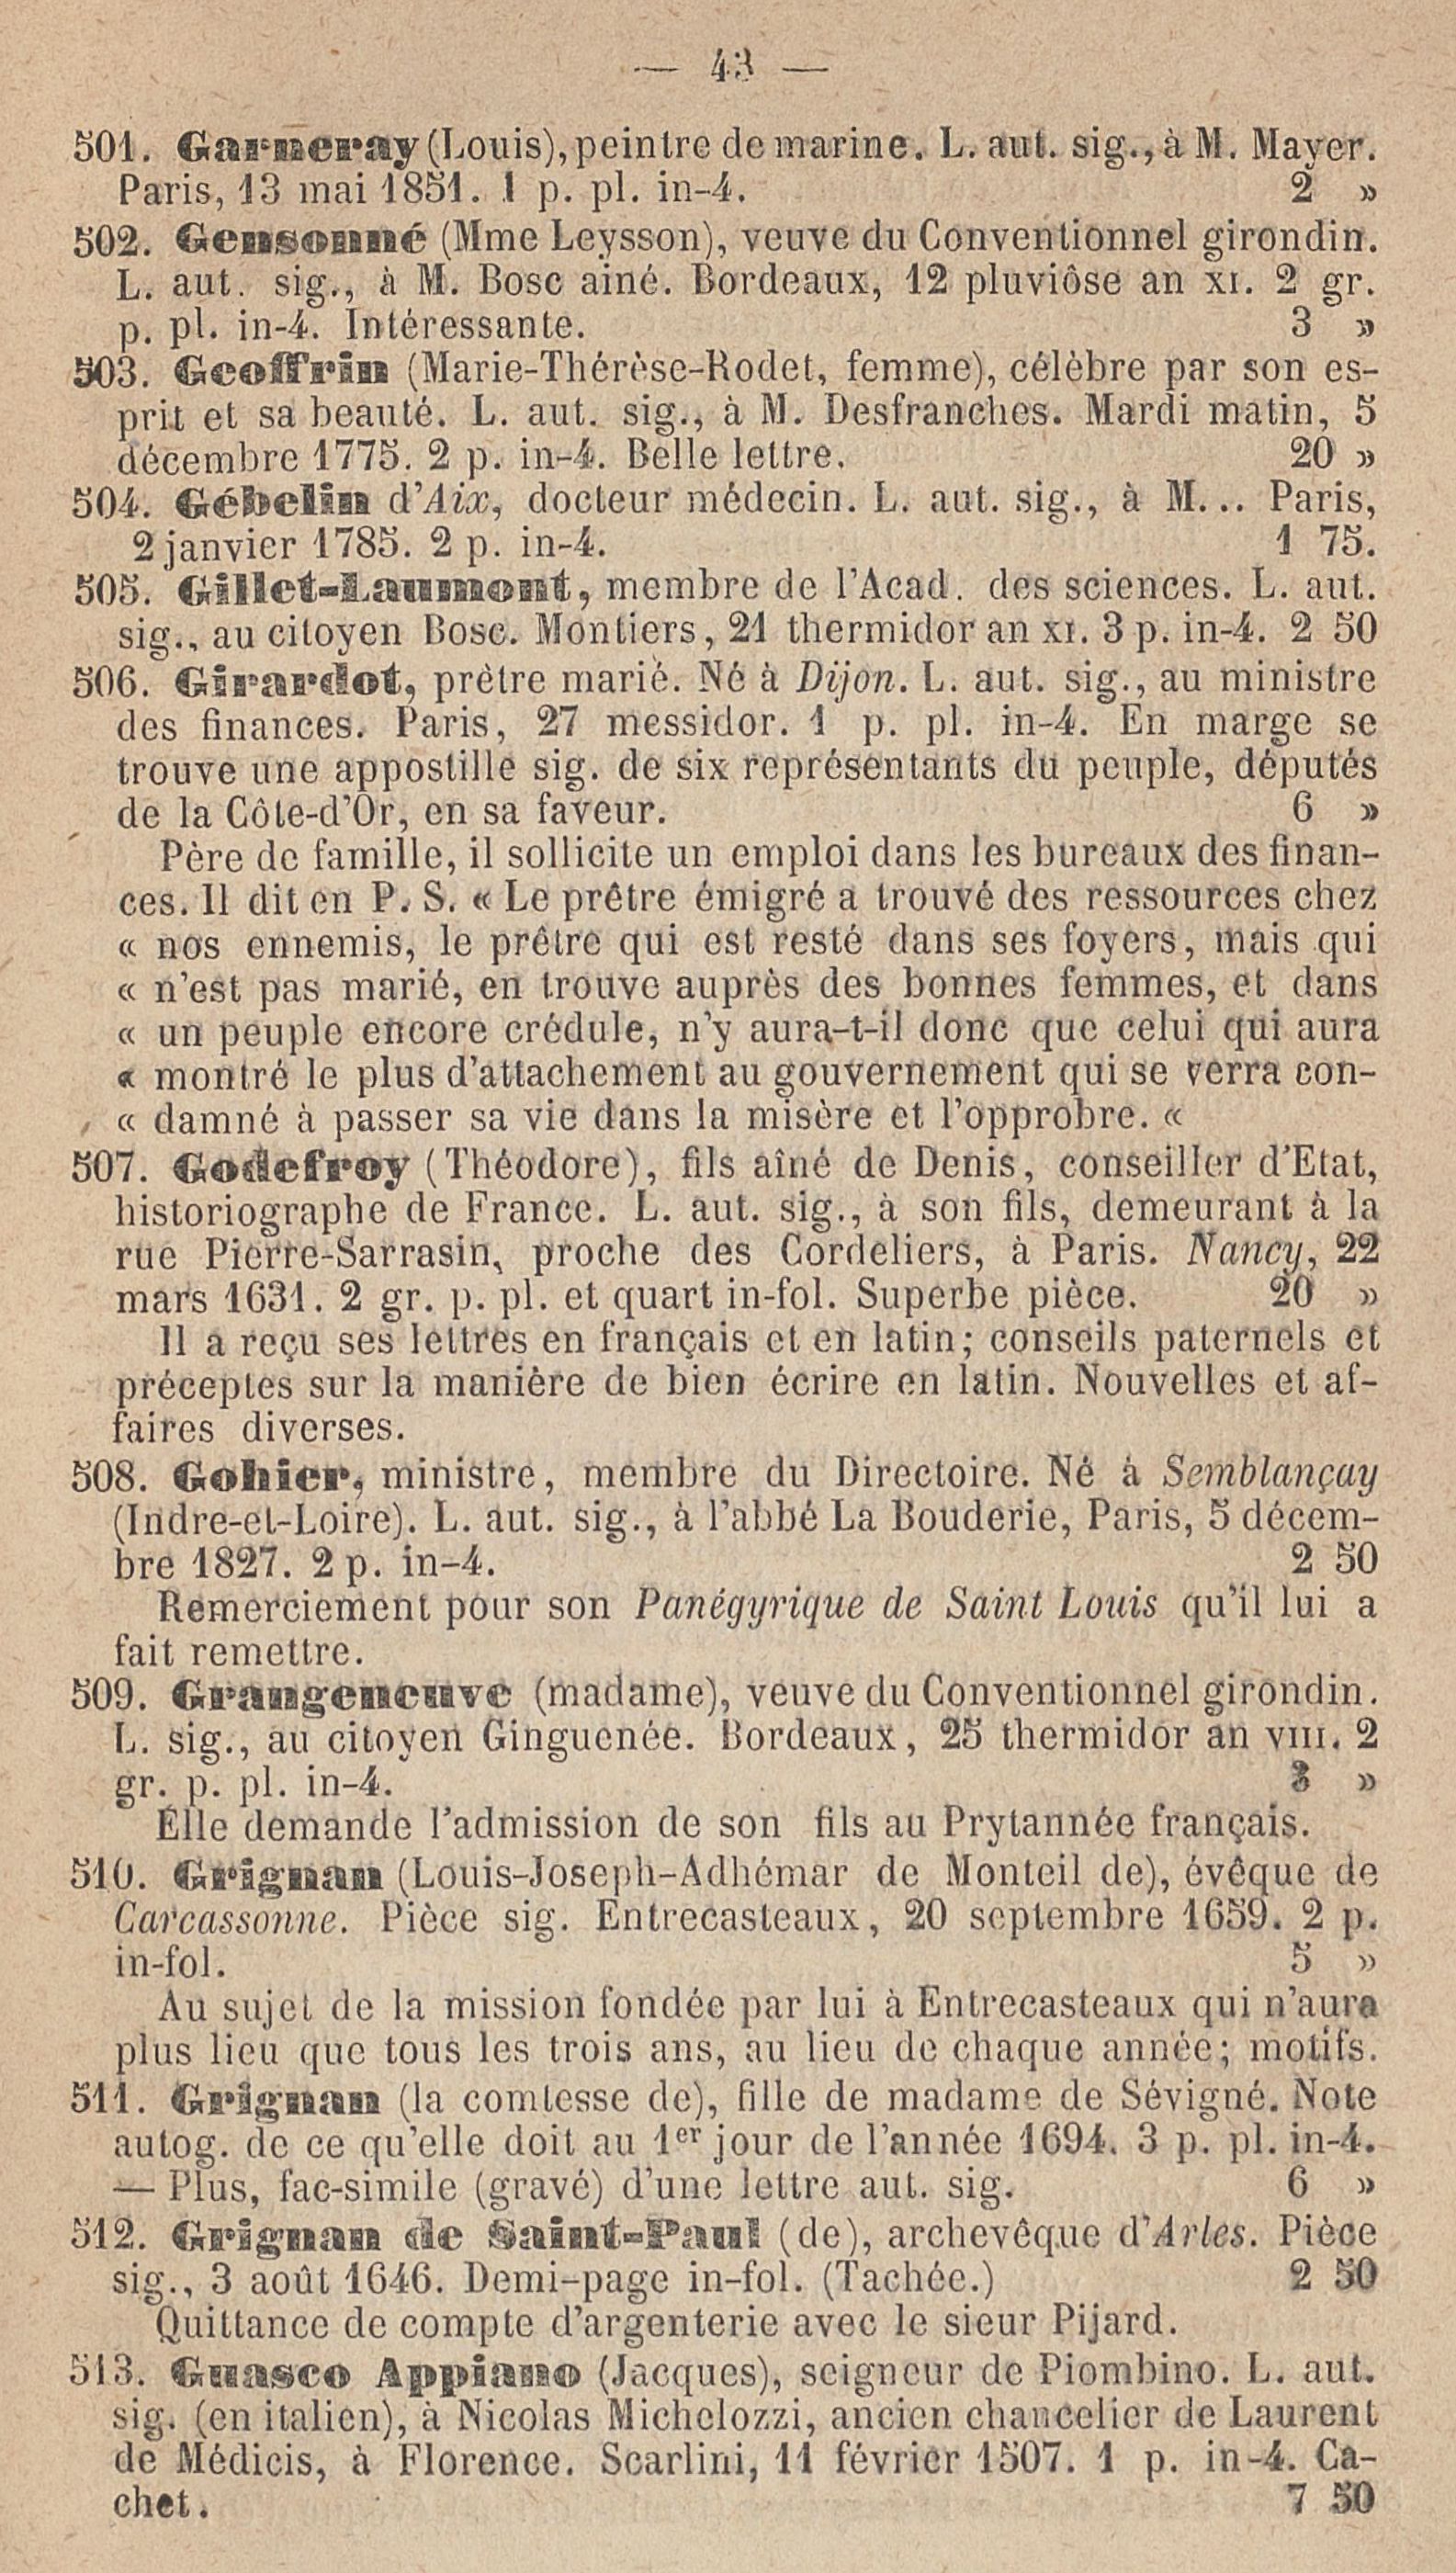 — 43 —
501. Garneray (Louis), peintre de marine. L. aut. sig., à M. Mayer.
Paris, 13 mai 1851. 1 p. pl. in-4. 2 »
502. Gensonné (Mme Leysson), veuve du Conventionnel girondin.
L. aut. sig., à M. Bosc ainé. Bordeaux, 12 pluviôse an XI. 2 gr.
p. pl. in-4. Intéressante. 3 »
503. Geoffrin (Marie-Thérèse-Rodet, femme), célèbre par son es-
prit et sa beauté. L. aut. sig., à M. Desfranches. Mardi matin, 5
décembre 1775. 2 p. in-4. Belle lettre. 20 »
504. Gébelin d'Aix, docteur médecin. L. aut. sig., à M... Paris,
2 janvier 1785. 2 p. in-4. 1 75.
505. Gillet-Laumont, membre de l'Acad. des sciences. L. aut.
sig., au citoyen Bosc. Montiers, 21 thermidor an XI. 3 p. in-4. 2 50
506. Girardot, prètre marié. Né à Dijon. L. aut. sig., au ministre
des finances. Paris, 27 messidor. 1 p. pl. in-4. En marge se
trouve une appostille sig. de six représentants du peuple, députés
de la Côte-d'Or, en sa faveur. 6 »
Père de famille, il sollicite un emploi dans les bureaux des finan-
ces. Il dit en P. S. « Le prêtre émigré a trouvé des ressources chez
« nos ennemis, le prêtre qui est resté dans ses foyers, mais qui
« n'est pas marié, en trouve auprès des bonnes femmes, et dans
« un peuple encore crédule, n'y aura-t-il donc que celui qui aura
« montré le plus d'attachement au gouvernement qui se verra con-
« damné à passer sa vie dans la misère et l'opprobre. «
507. Godefroy (Théodore), fils aîné de Denis, conseiller d'Etat,
historiographe de France. L. aut. sig., à son fils, demeurant à la
rue Pierre-Sarrasin, proche des Cordeliers, à Paris. Nancy, 22
mars 1631. 2 gr. p. pl. et quart in-fol. Superbe pièce. 20 »
Il a reçu ses lettres en français et en latin; conseils paternels et
préceptes sur la manière de bien écrire en latin. Nouvelles et af-
faires diverses.
508. Gohier, ministre, membre du Directoire. Né à Semblançay
(Indre-et-Loire). L. aut. sig., à l'abbé La Bouderie, Paris, 5 décem-
bre 1827. 2 p. in-4. 2 50
Remerciement pour son Panégyrique de Saint Louis qu'il lui a
fait remettre.
509. Grangeneuve (madame), veuve du Conventionnel girondin.
L. sig., au citoyen Ginguenée. Bordeaux, 25 thermidor an VIII. 2
gr. p. pl. in-4. 3 »
Elle demande l'admission de son fils au Prytannée français.
510. Grignan (Louis-Joseph-Adhémar de Monteil de), évêque de
Carcassonne. Pièce sig. Entrecasteaux, 20 septembre 1659. 2 p.
in-fol. 5 »
Au sujet de la mission fondée par lui à Entrecasteaux qui n'aura
plus lieu que tous les trois ans, au lieu de chaque année; motifs.
511. Grignan (la comtesse de), fille de madame de Sévigné. Note
autog. de ce qu'elle doit au 1er jour de l'année 1694. 3 p. pl. in-4.
— Plus, fac-simile (gravé) d'une lettre aut. sig. 6 »
512. Grignan de Saint-Paul (de), archevêque d'Arles. Pièce
sig., 3 août 1646. Demi-page in-fol. (Tachée.) 2 50
Quittance de compte d'argenterie avec le sieur Pijard.
513. Guasco Appiano (Jacques), seigneur de Piombino. L. aut.
sig. (en italien), à Nicolas Michelozzi, ancien chancelier de Laurent
de Médicis, à Florence. Scarlini, 11 février 1507. 1 p. in-4. Ca-
chet. 7 50